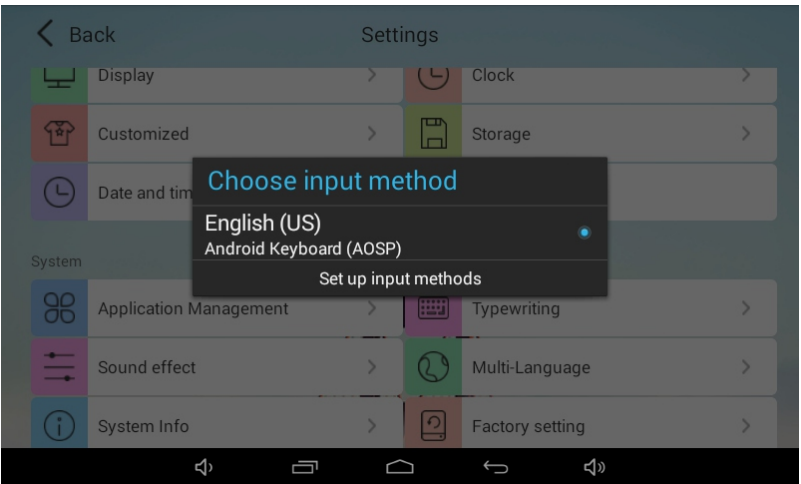 Back
Settings
Display
Clock
Customized
Storage
Date and tim
Choose input method
English (US)
Android Keyboard (AOSP)
Set up input methods
System
Application Management
Typewriting
Sound effect
Multi-Language
System Info
Factory setting